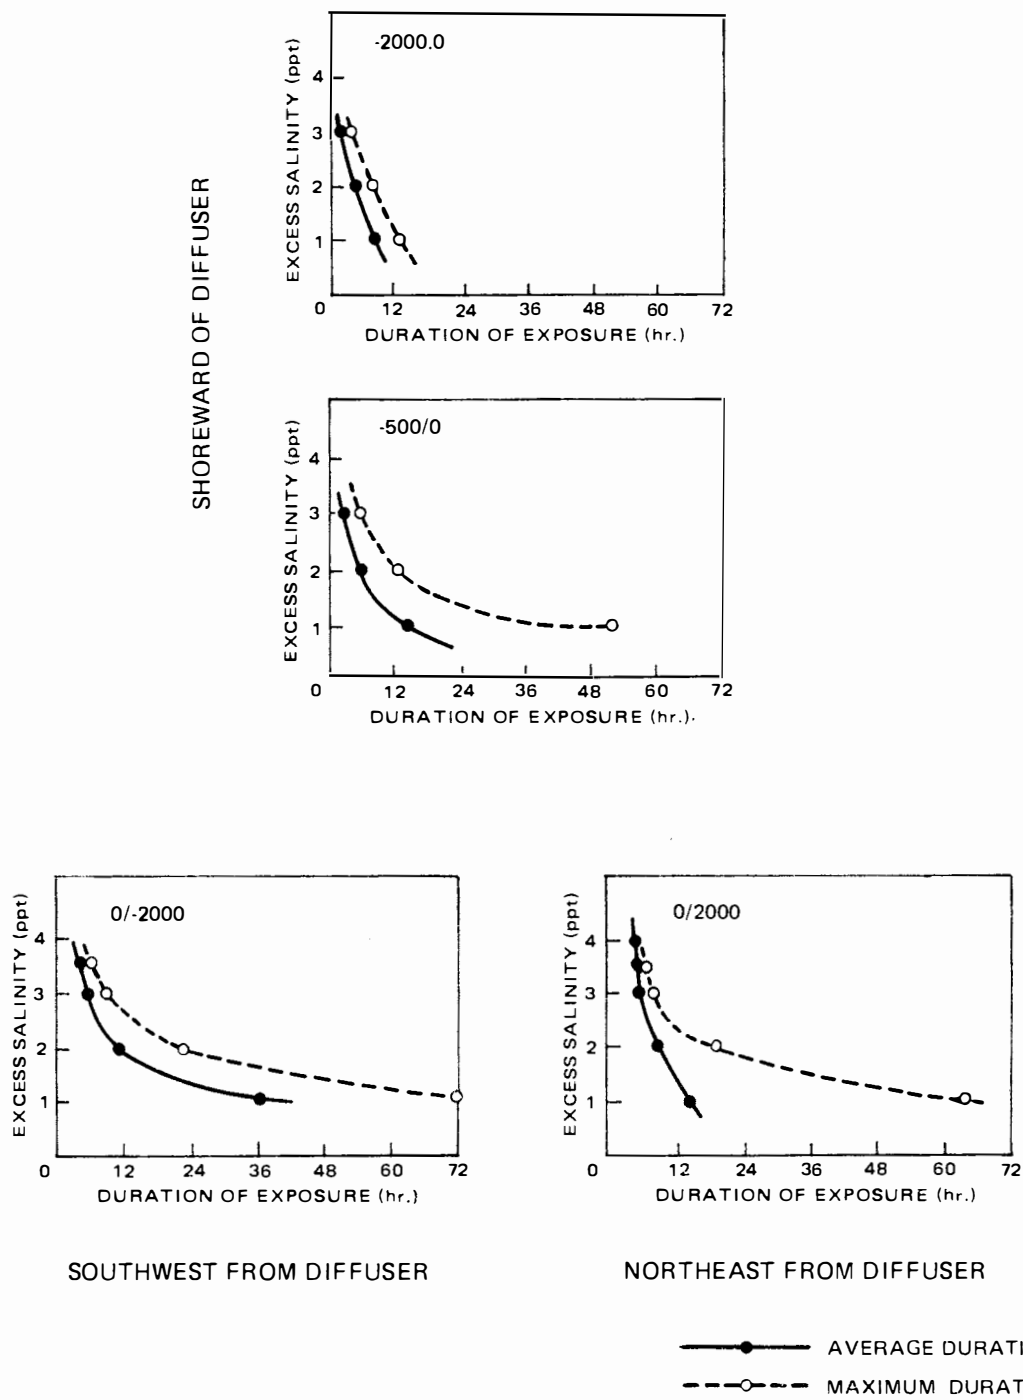 SHOREWARD OF DIFFUSER
-2000.0
EXCESS SALINITY (ppt)
4
3
2
1
0 12 24 36 48 60 72
DURATION OF EXPOSURE (hr.)
-500/0
EXCESS SALINITY (ppt)
4
3
2
1
0 12 24 36 48 60 72
DURATION OF EXPOSURE (hr.).
0/-2000
EXCESS SALINITY (ppt)
4
3
2
1
0 12 24 36 48 60 72
DURATION OF EXPOSURE (hr.)
SOUTHWEST FROM DIFFUSER
0/2000
EXCESS SALINITY (ppt)
4
3
2
1
0 12 24 36 48 60 72
DURATION OF EXPOSURE (hr.)
NORTHEAST FROM DIFFUSER
AVERAGE DURATI
MAXIMUM DURAT